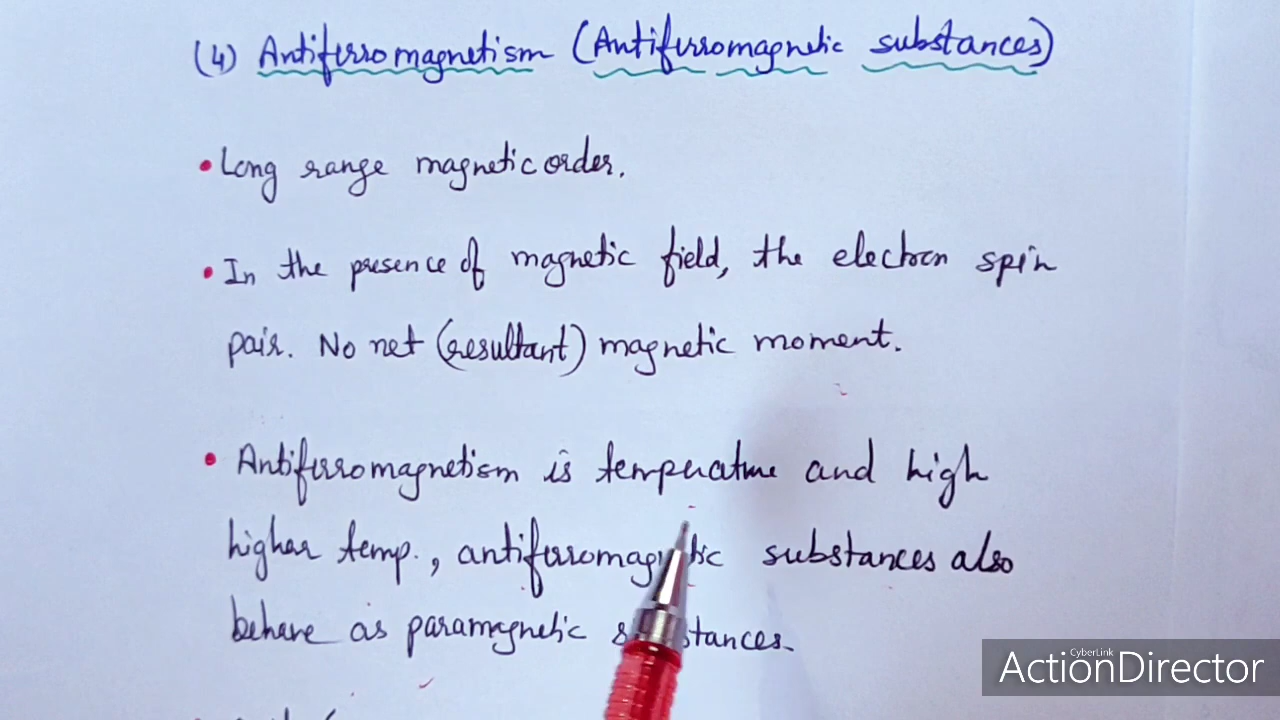 (4) Antiferromagnetism (Antiferromagnetic substances)
• Long range magnetic order.
• In the presence of magnetic field, the electron spin
pair. No net (resultant) magnetic moment.
• Antiferromagnetism is temperature and high
higher temp., antiferromagnetic substances also
behave as paramagnetic substances.
CyberLink
ActionDirector